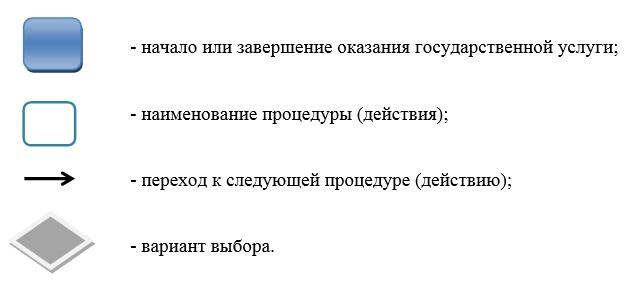 - начало или завершение оказания государственной услуги;
- наименование процедуры (действия);
- переход к следующей процедуре (действию);
- вариант выбора.